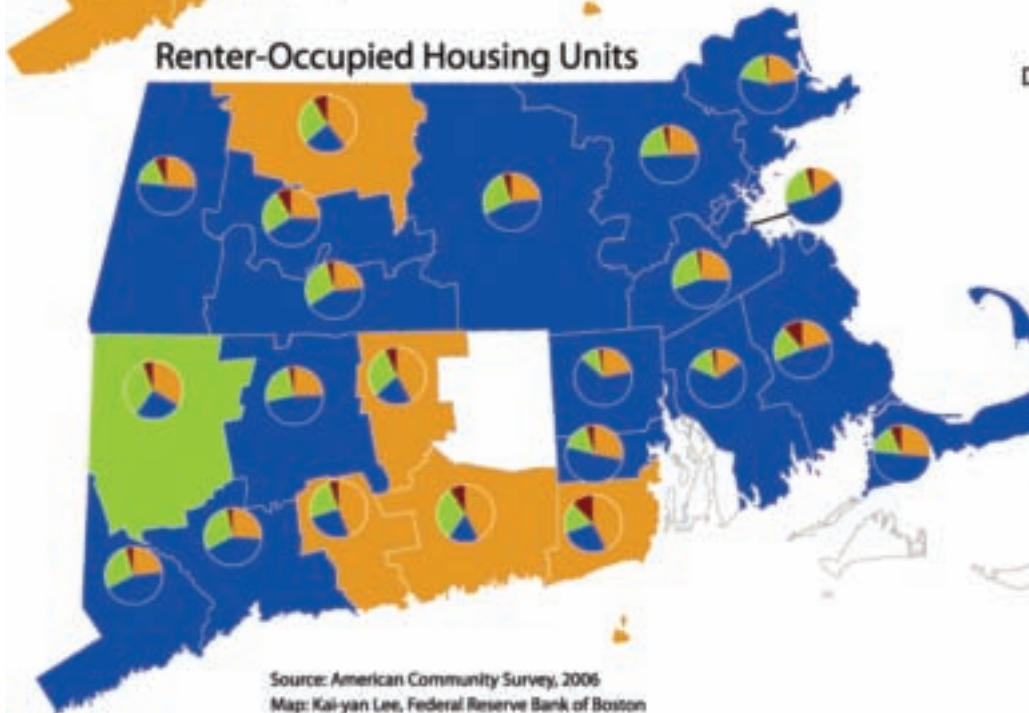 Renter-Occupied Housing Units
Source: American Community Survey, 2006
Map: Kai-yan Lee, Federal Reserve Bank of Boston